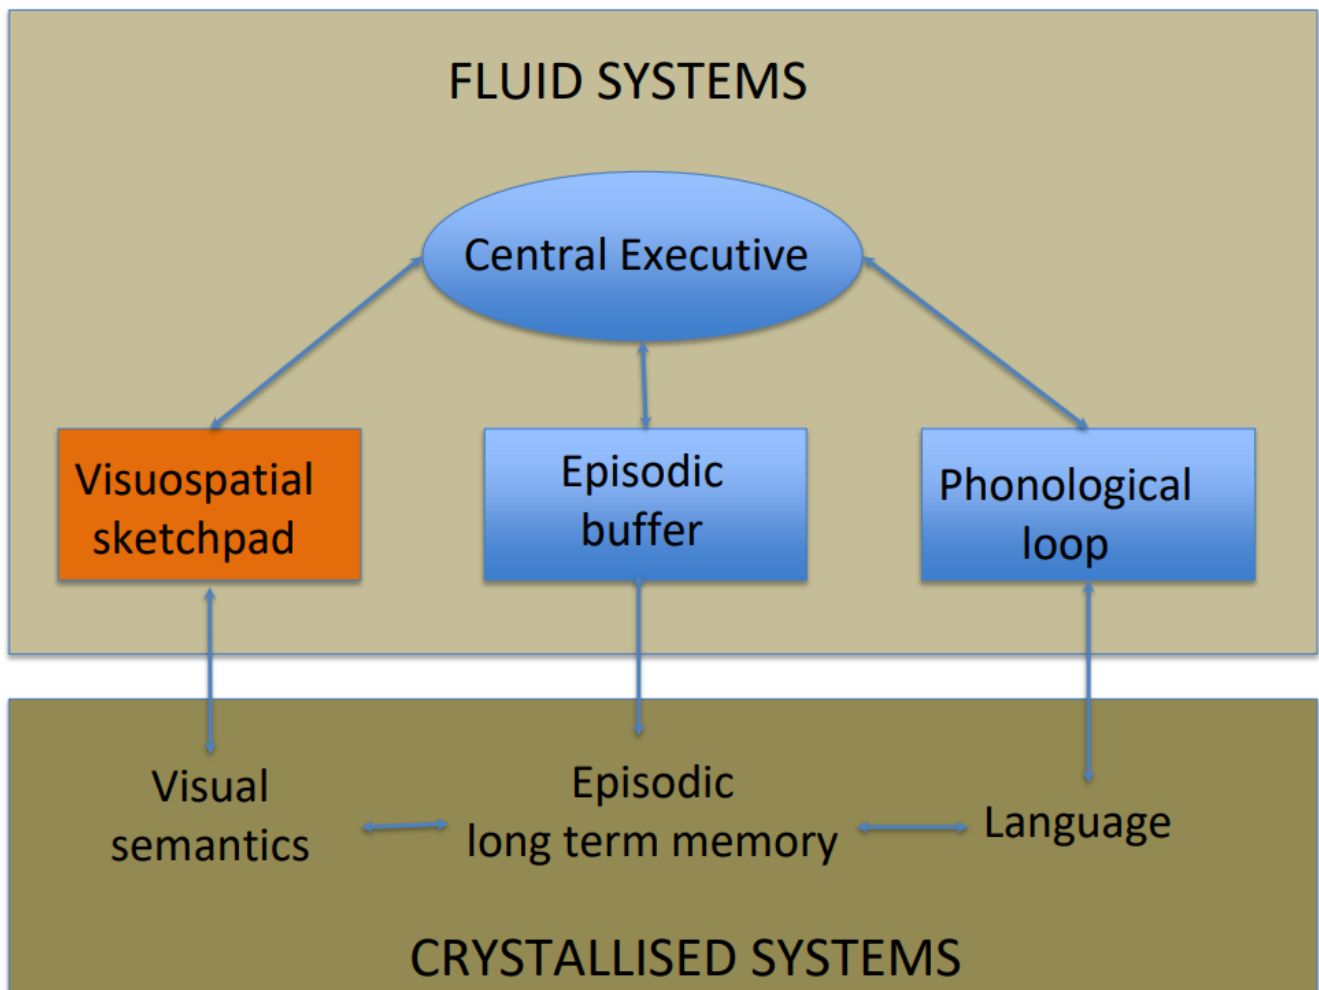 FLUID SYSTEMS
Central Executive
Visuospatial
sketchpad
Episodic
buffer
Phonological
loop
Visual
semantics
Episodic
long term memory
Language
CRYSTALLISED SYSTEMS